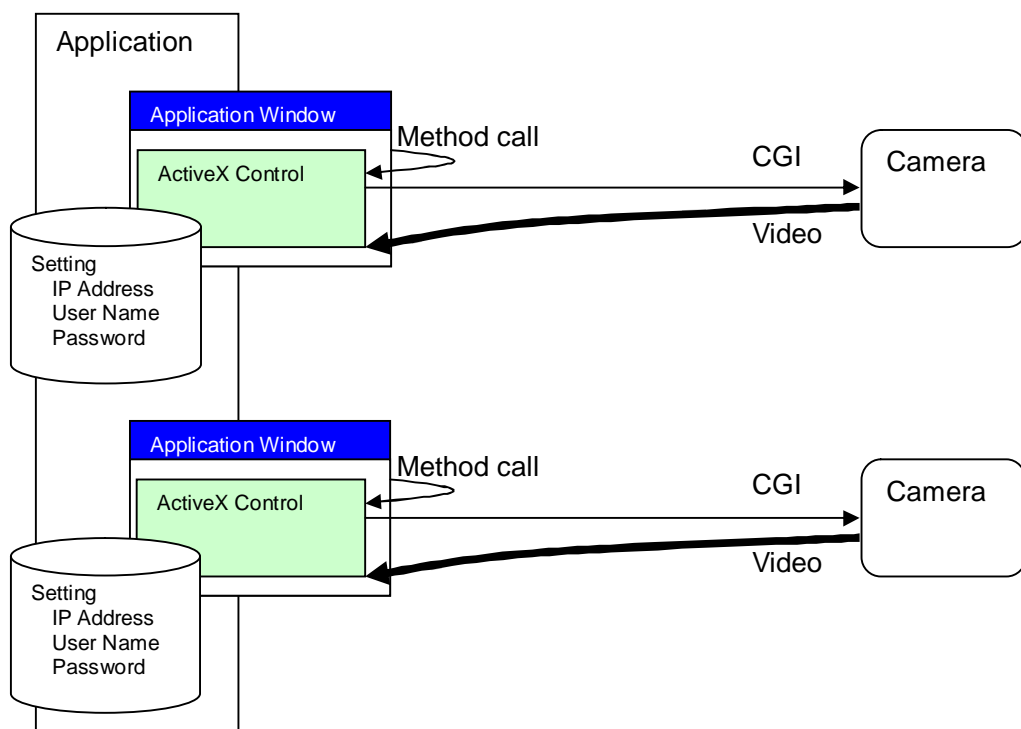 Application
Application Window
Method call
ActiveX Control
CGI
Camera
Video
Setting
IP Address
User Name
Password
Application Window
Method call
ActiveX Control
CGI
Camera
Video
Setting
IP Address
User Name
Password